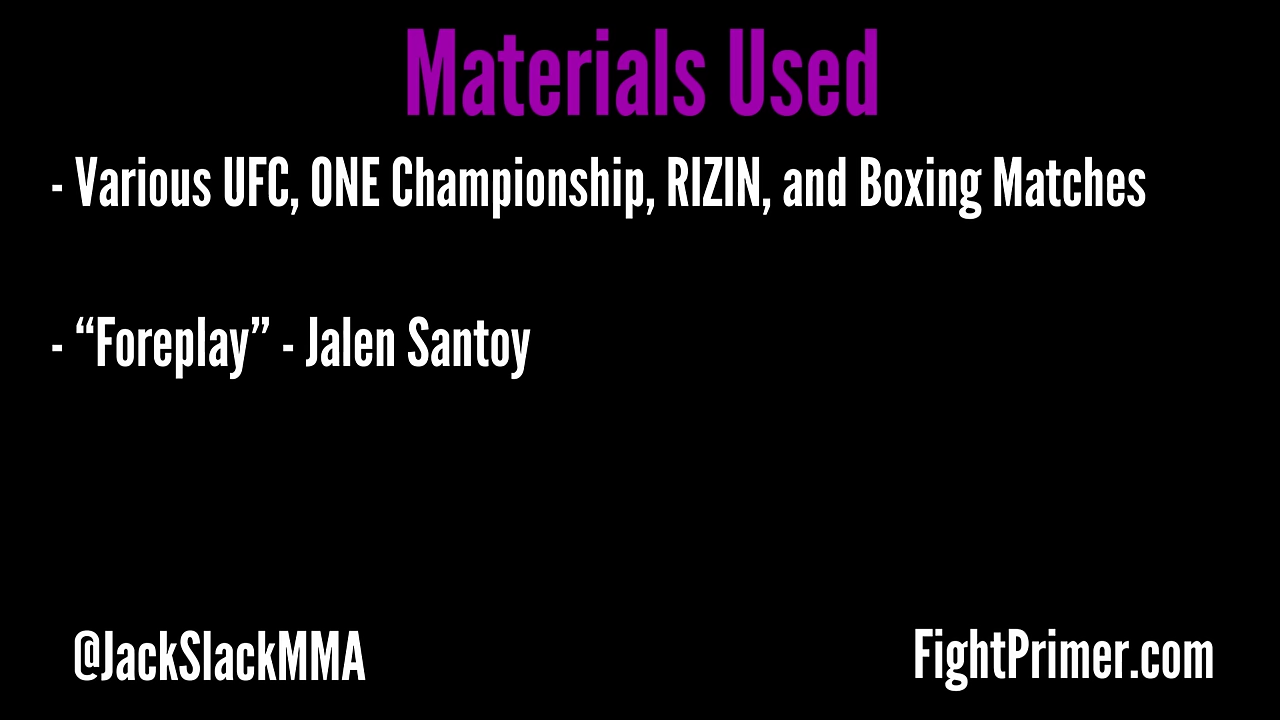 Materials Used
- Various UFC, ONE Championship, RIZIN, and Boxing Matches
- “Foreplay” - Jalen Santoy
@JackSlackMMA
FightPrimer.com